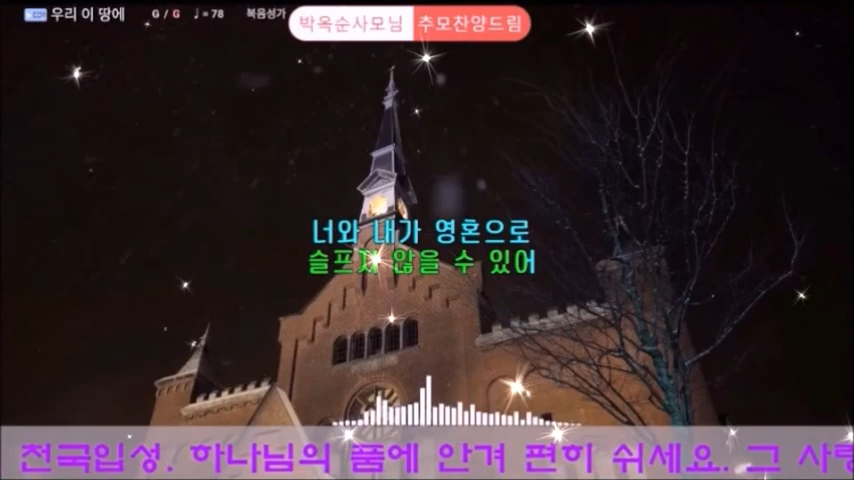 우리 이 땅에 G / G ♩= 78 복음성가
박옥순사모님 추모찬양드림
너와 내가 영혼으로
슬프지 않을 수 있어
천국입성. 하나님의 품에 안겨 편히 쉬세요. 그 사랑